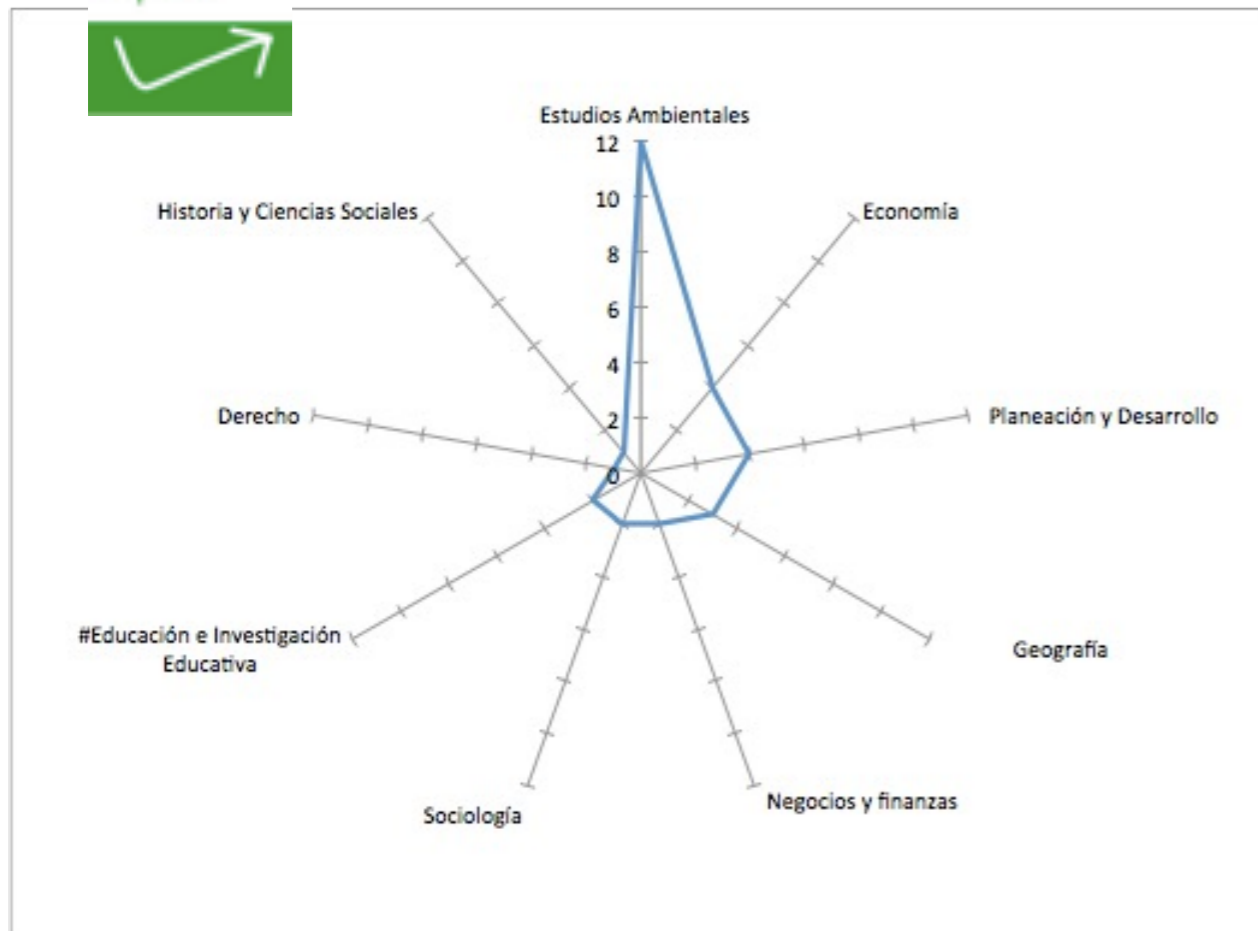 Estudios Ambientales
12
10
8
6
4
2
0
Economía
Planeación y Desarrollo
Geografía
Negocios y finanzas
Sociología
#Educación e Investigación
Educativa
Derecho
Historia y Ciencias Sociales